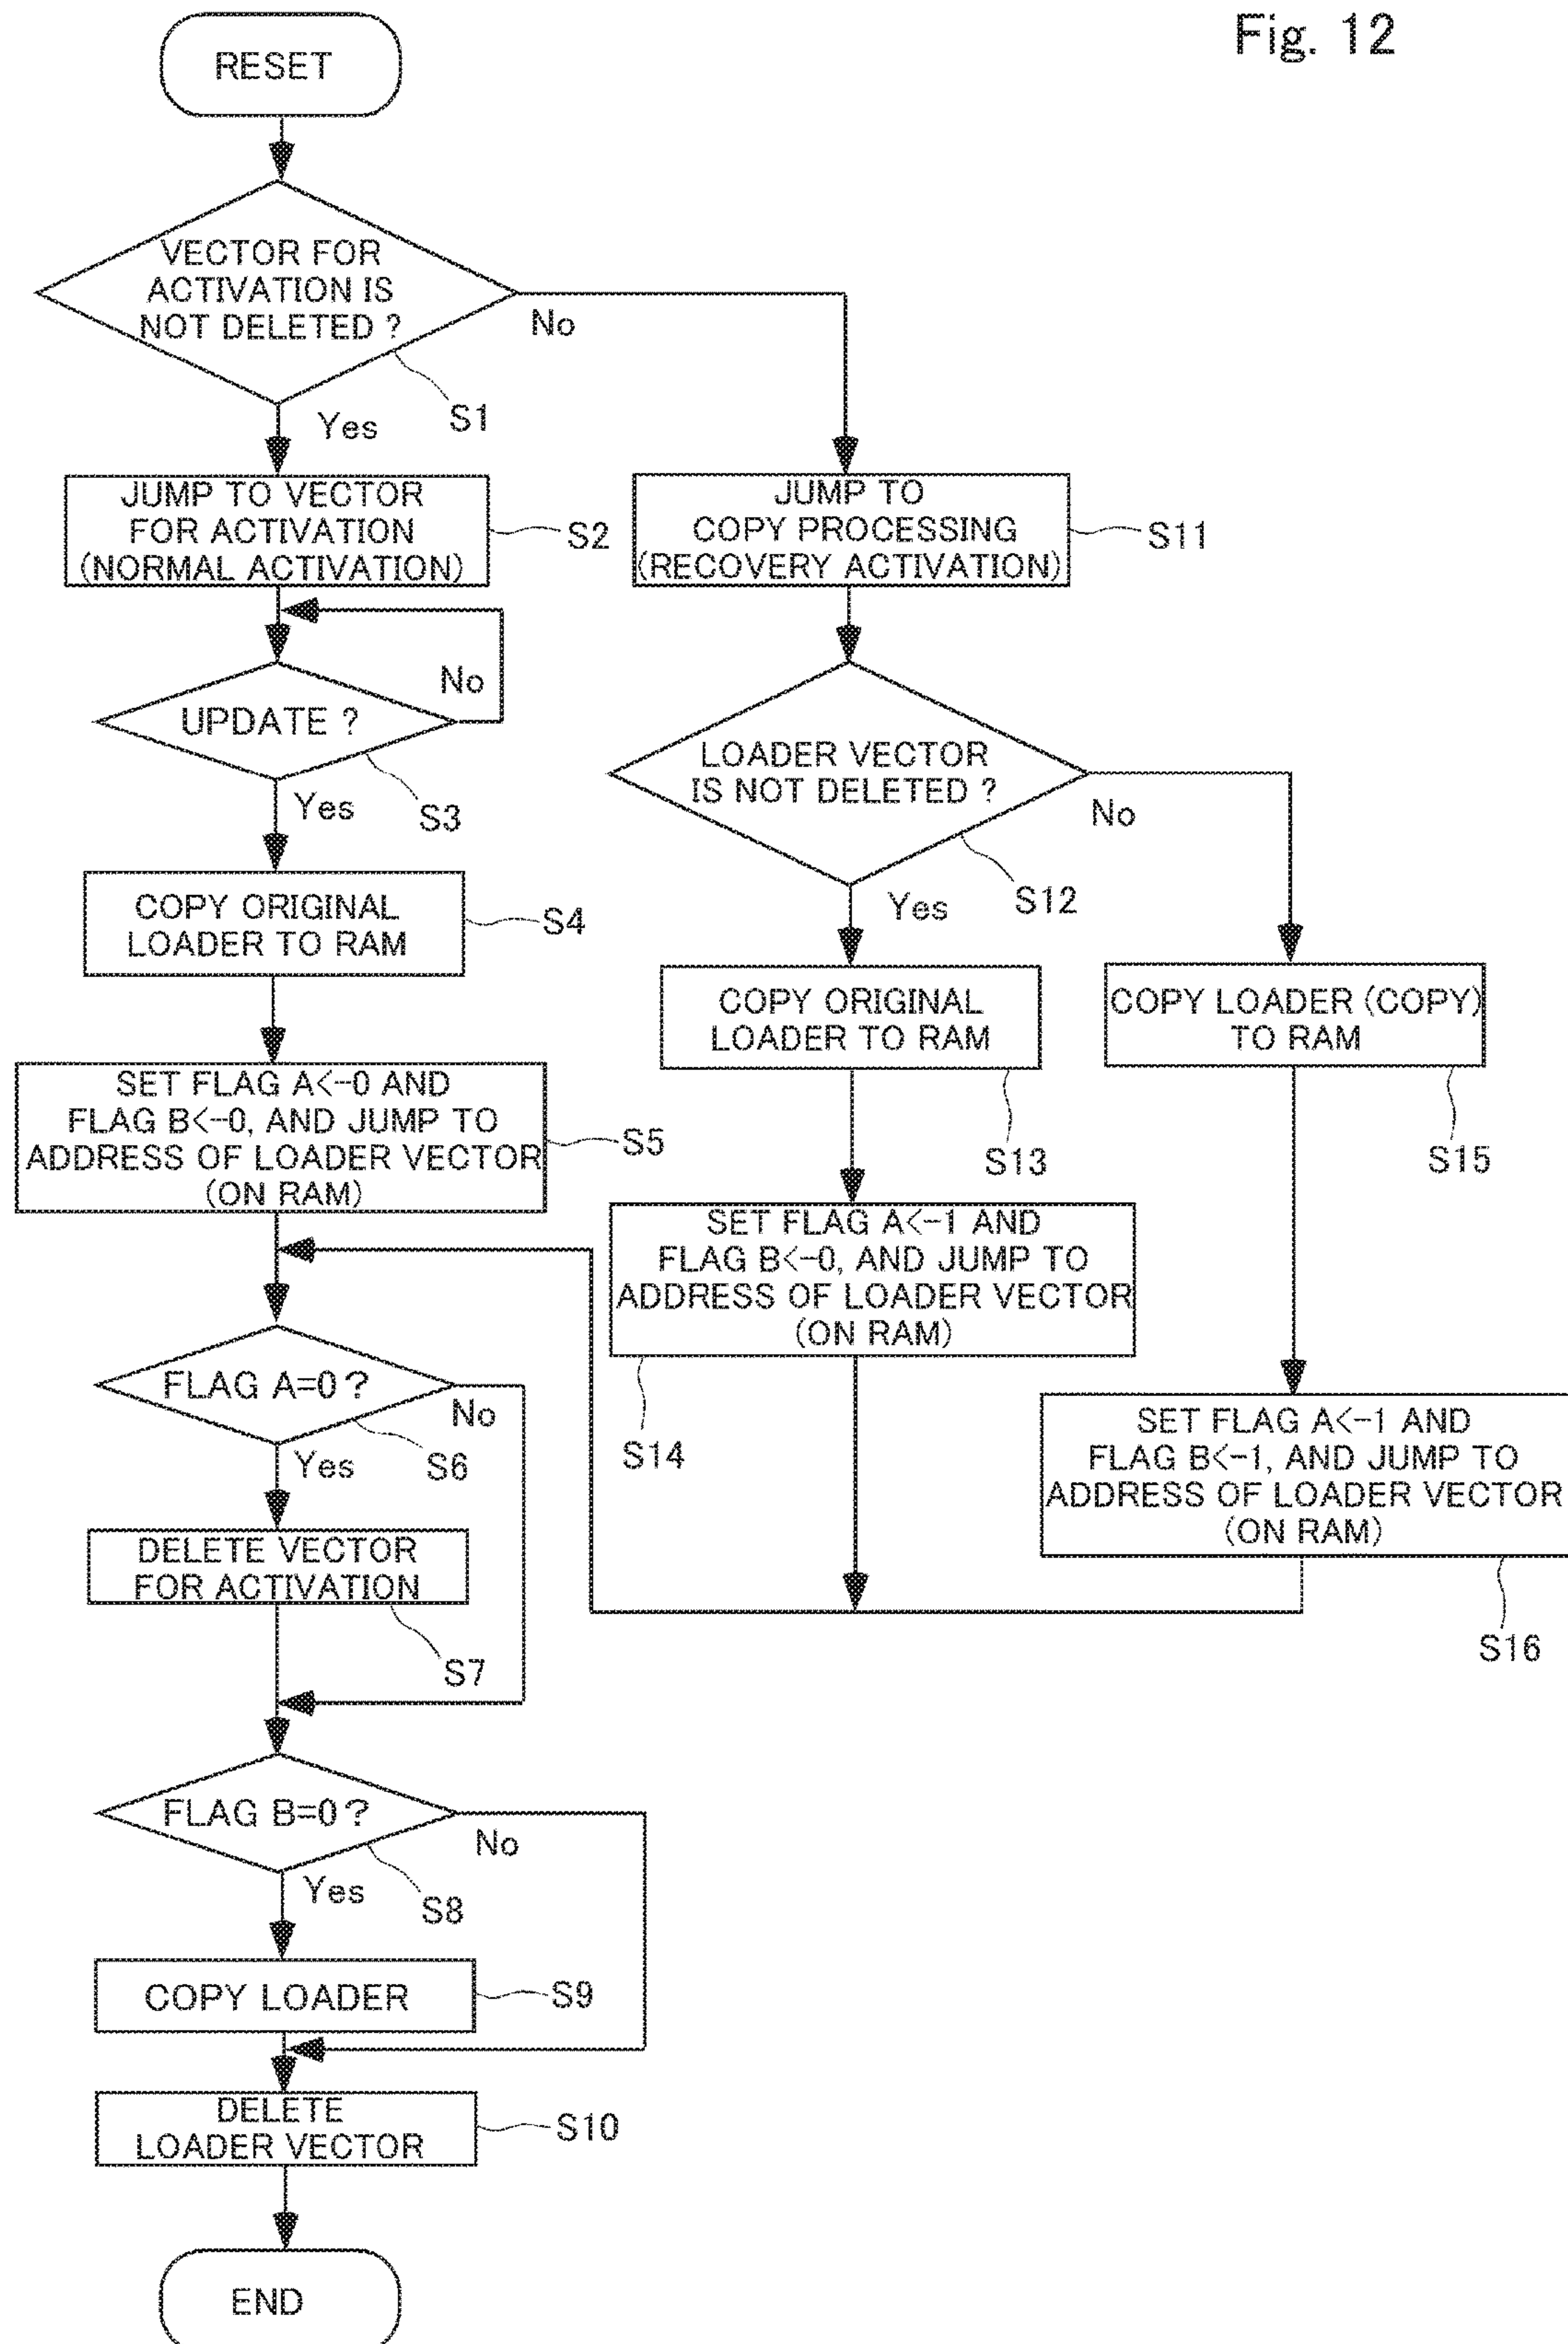 Fig. 12
RESET
VECTOR FOR
ACTIVATION IS
NOT DELETED ?
No
S1
Yes
JUMP TO VECTOR
FOR ACTIVATION
(NORMAL ACTIVATION)
S2
JUMP TO
COPY PROCESSING
(RECOVERY ACTIVATION)
S11
No
UPDATE ?
S3
Yes
LOADER VECTOR
IS NOT DELETED ?
No
S12
Yes
COPY ORIGINAL
LOADER TO RAM
S4
COPY ORIGINAL
LOADER TO RAM
S13
COPY LOADER (COPY)
TO RAM
S15
SET FLAG A<-0 AND
FLAG B<-0, AND JUMP TO
ADDRESS OF LOADER VECTOR
(ON RAM)
S5
SET FLAG A<-1 AND
FLAG B<-0, AND JUMP TO
ADDRESS OF LOADER VECTOR
(ON RAM)
S14
SET FLAG A<-1 AND
FLAG B<-1, AND JUMP TO
ADDRESS OF LOADER VECTOR
(ON RAM)
S16
FLAG A=0 ?
No
S6
Yes
DELETE VECTOR
FOR ACTIVATION
S7
FLAG B=0 ?
No
S8
Yes
COPY LOADER
S9
DELETE
LOADER VECTOR
S10
END